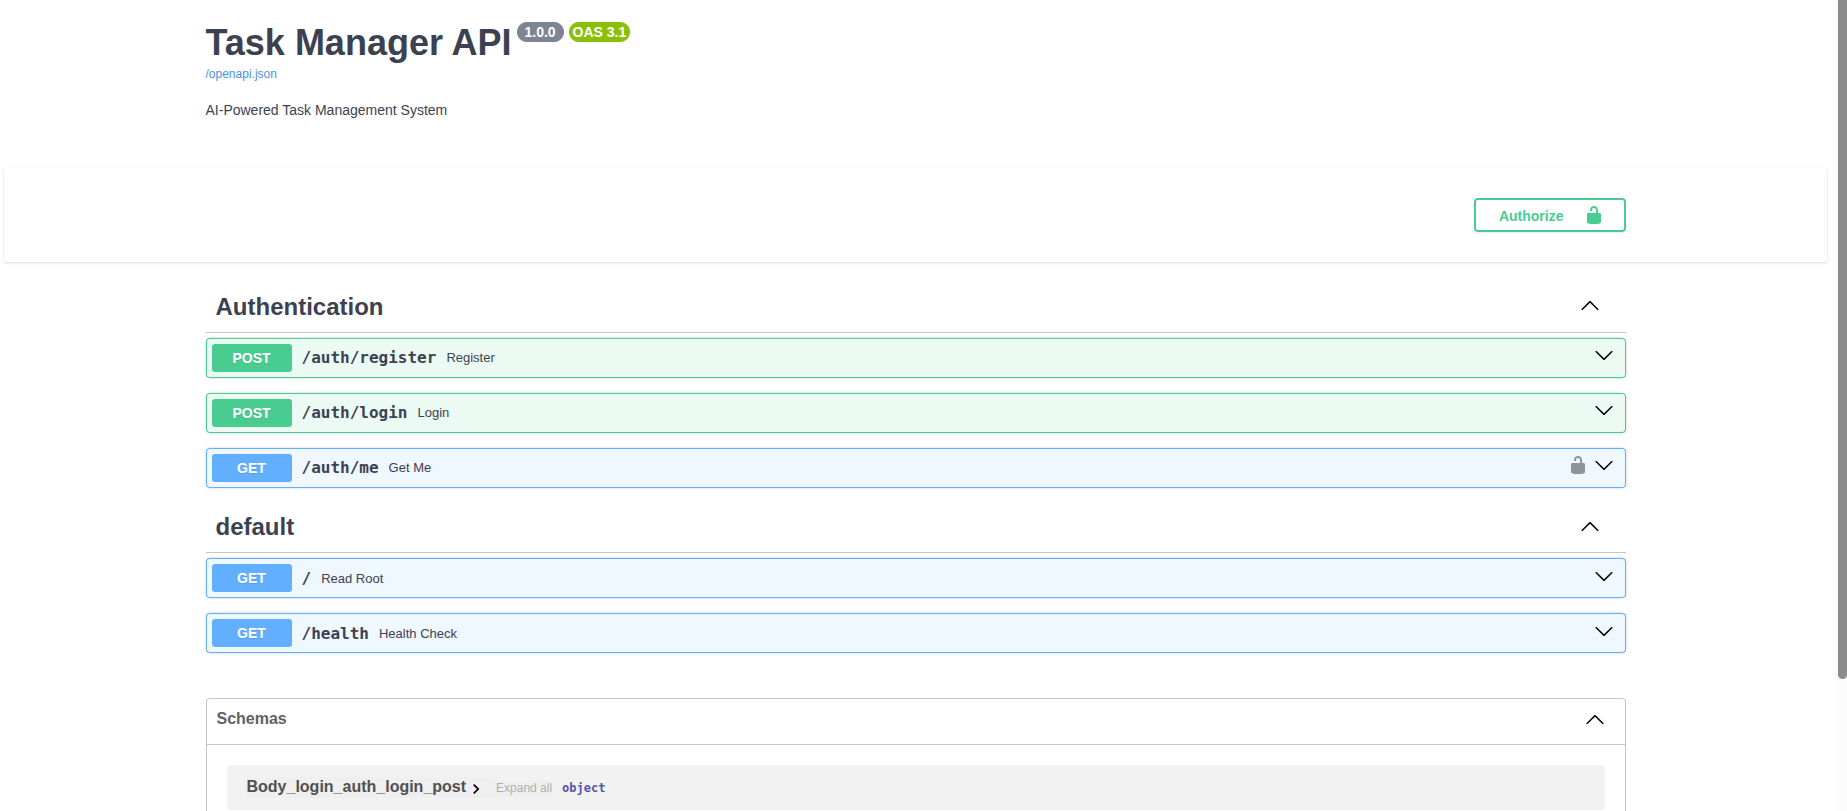 Task Manager API 1.0.0 OAS 3.1
/openapi.json
AI-Powered Task Management System
Authorize
Authentication
POST /auth/register Register
POST /auth/login Login
GET /auth/me Get Me
default
GET / Read Root
GET /health Health Check
Schemas
Body_login_auth_login_post Expand all object